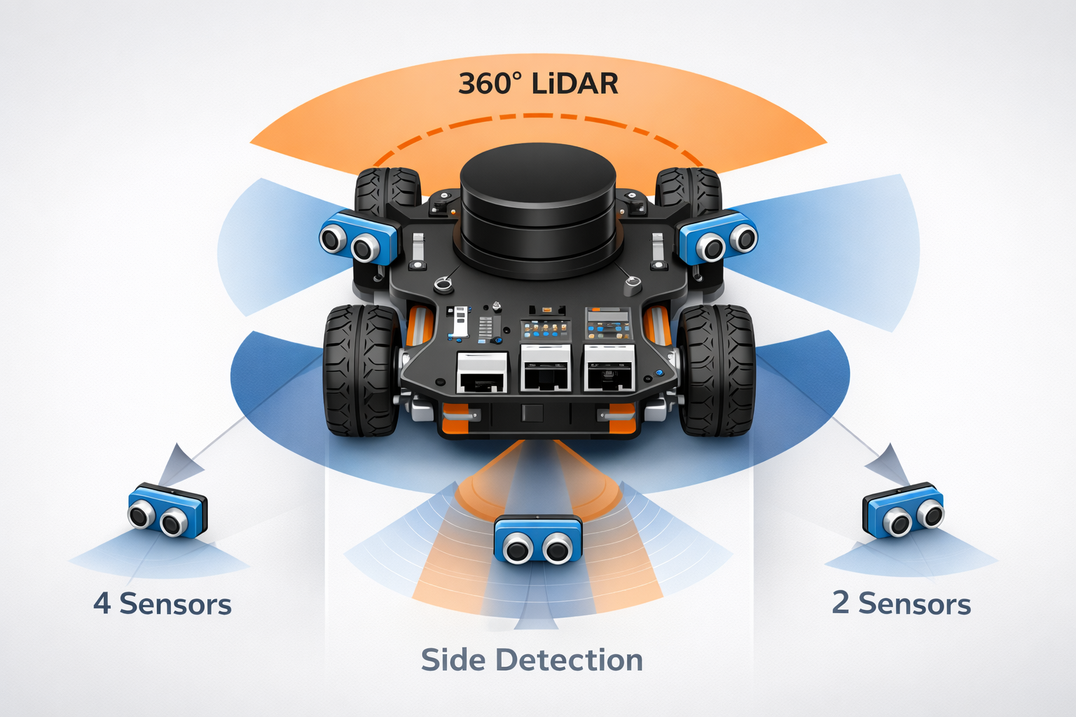 360° LiDAR
4 Sensors
2 Sensors
Side Detection